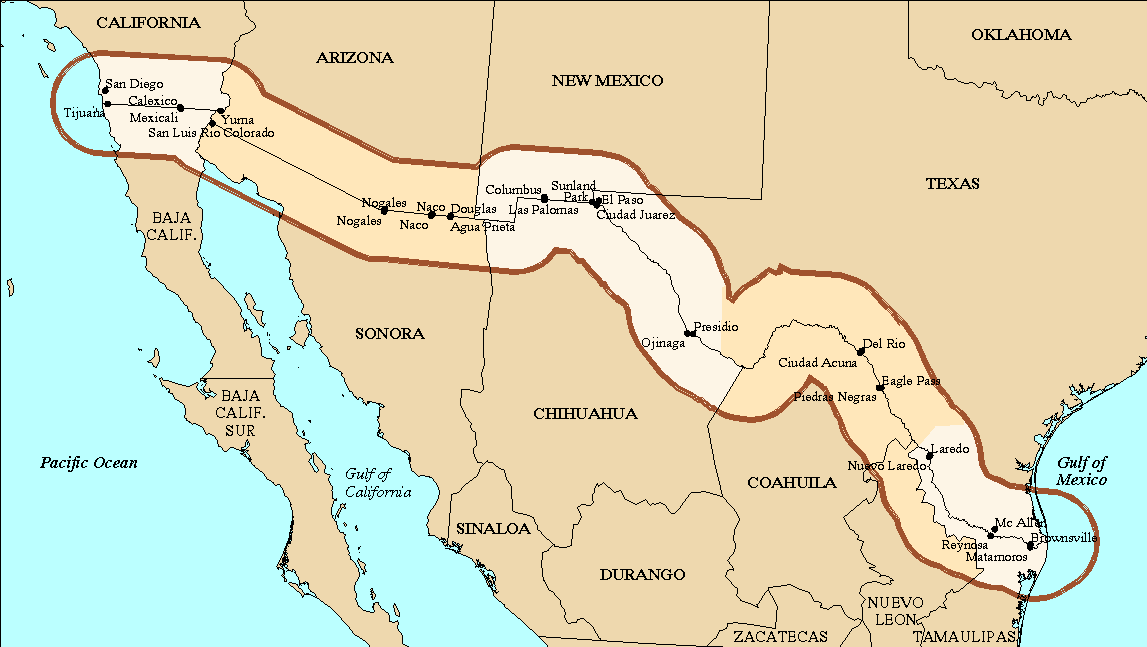 CALIFORNIA
ARIZONA
NEW MEXICO
OKLAHOMA
TEXAS
San Diego
Tijuana
Calexico
Mexicali
Yuma
San Luis Rio Colorado
Nogales
Nogales
Naco
Naco
Douglas
Agua Prieta
Columbus
Las Palomas
Sunland
Park
El Paso
Ciudad Juarez
BAJA
CALIF.
SONORA
Presidio
Ojinaga
Del Rio
Ciudad Acuna
Eagle Pass
Piedras Negras
BAJA
CALIF.
SUR
CHIHUAHUA
Laredo
Nuevo Laredo
Pacific Ocean
Gulf of
California
Gulf of
Mexico
COAHUILA
SINALOA
Mc Allen
Reynosa
Brownsville
Matamoros
DURANGO
NUEVO
LEON
ZACATECAS
TAMAULIPAS